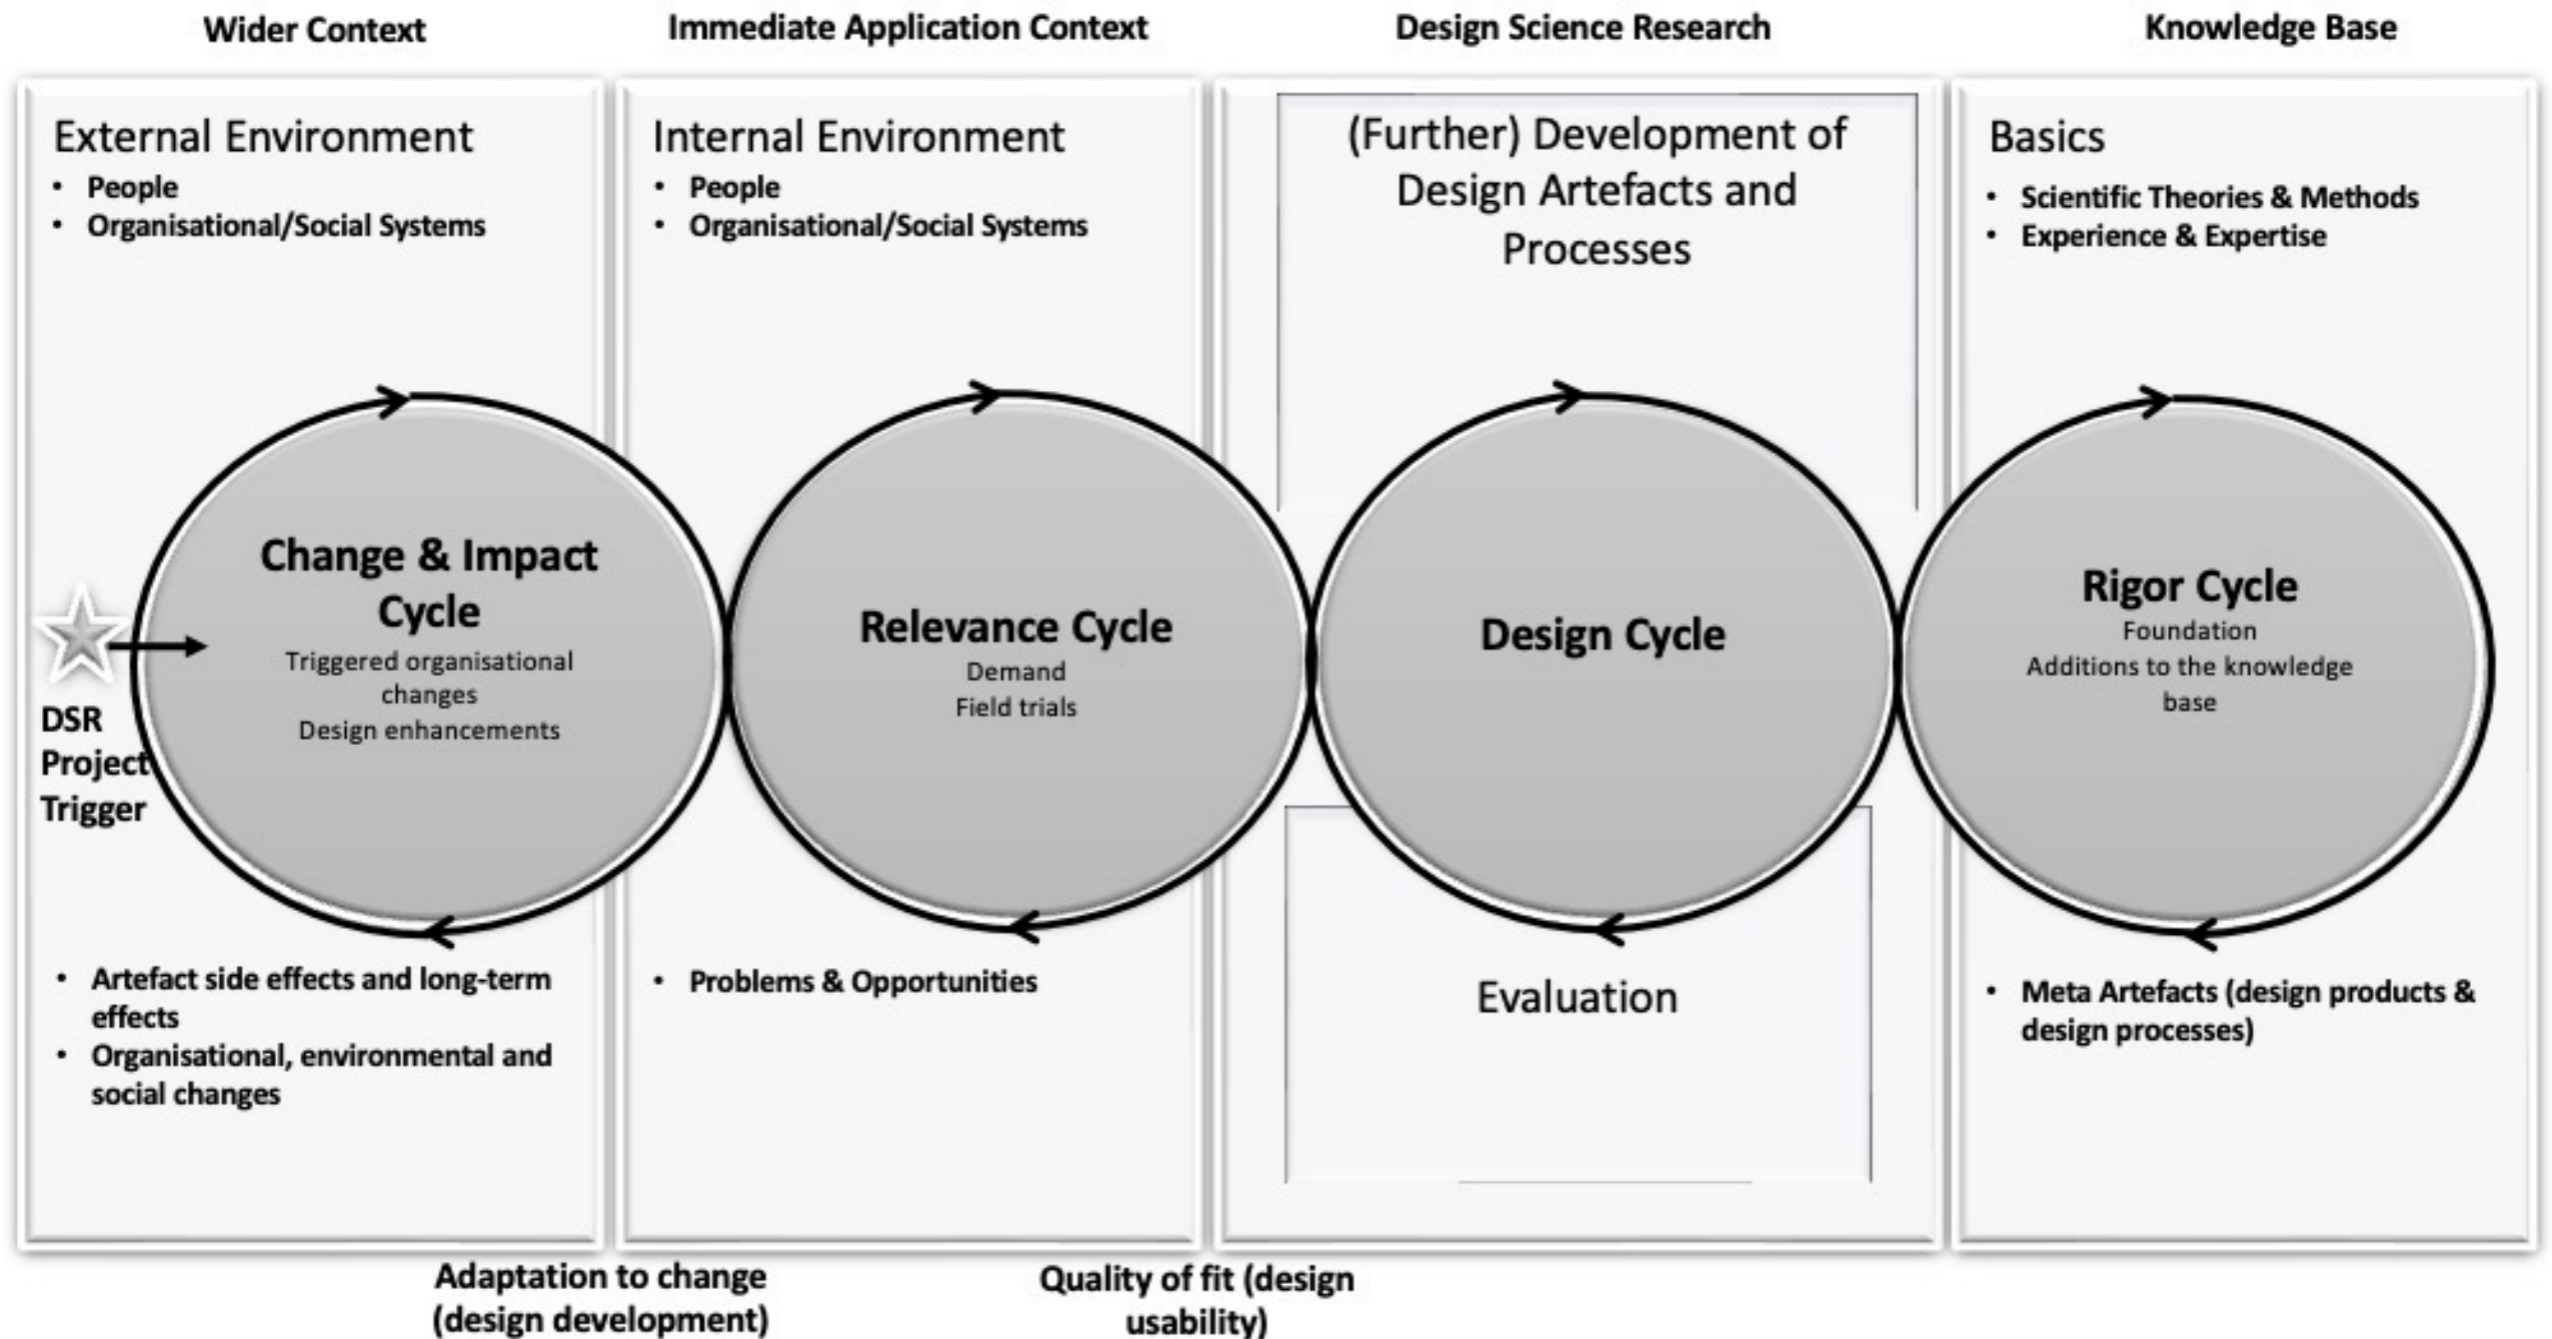 Wider Context
Immediate Application Context
Design Science Research
Knowledge Base
External Environment
• People
• Organisational/Social Systems
Internal Environment
• People
• Organisational/Social Systems
(Further) Development of
Design Artefacts and
Processes
Basics
• Scientific Theories & Methods
• Experience & Expertise
DSR
Project
Trigger
Change & Impact
Cycle
Triggered organisational
changes
Design enhancements
Relevance Cycle
Demand
Field trials
Design Cycle
Rigor Cycle
Foundation
Additions to the knowledge
base
• Artefact side effects and long-term
effects
• Organisational, environmental and
social changes
• Problems & Opportunities
Evaluation
• Meta Artefacts (design products &
design processes)
Adaptation to change
(design development)
Quality of fit (design
usability)